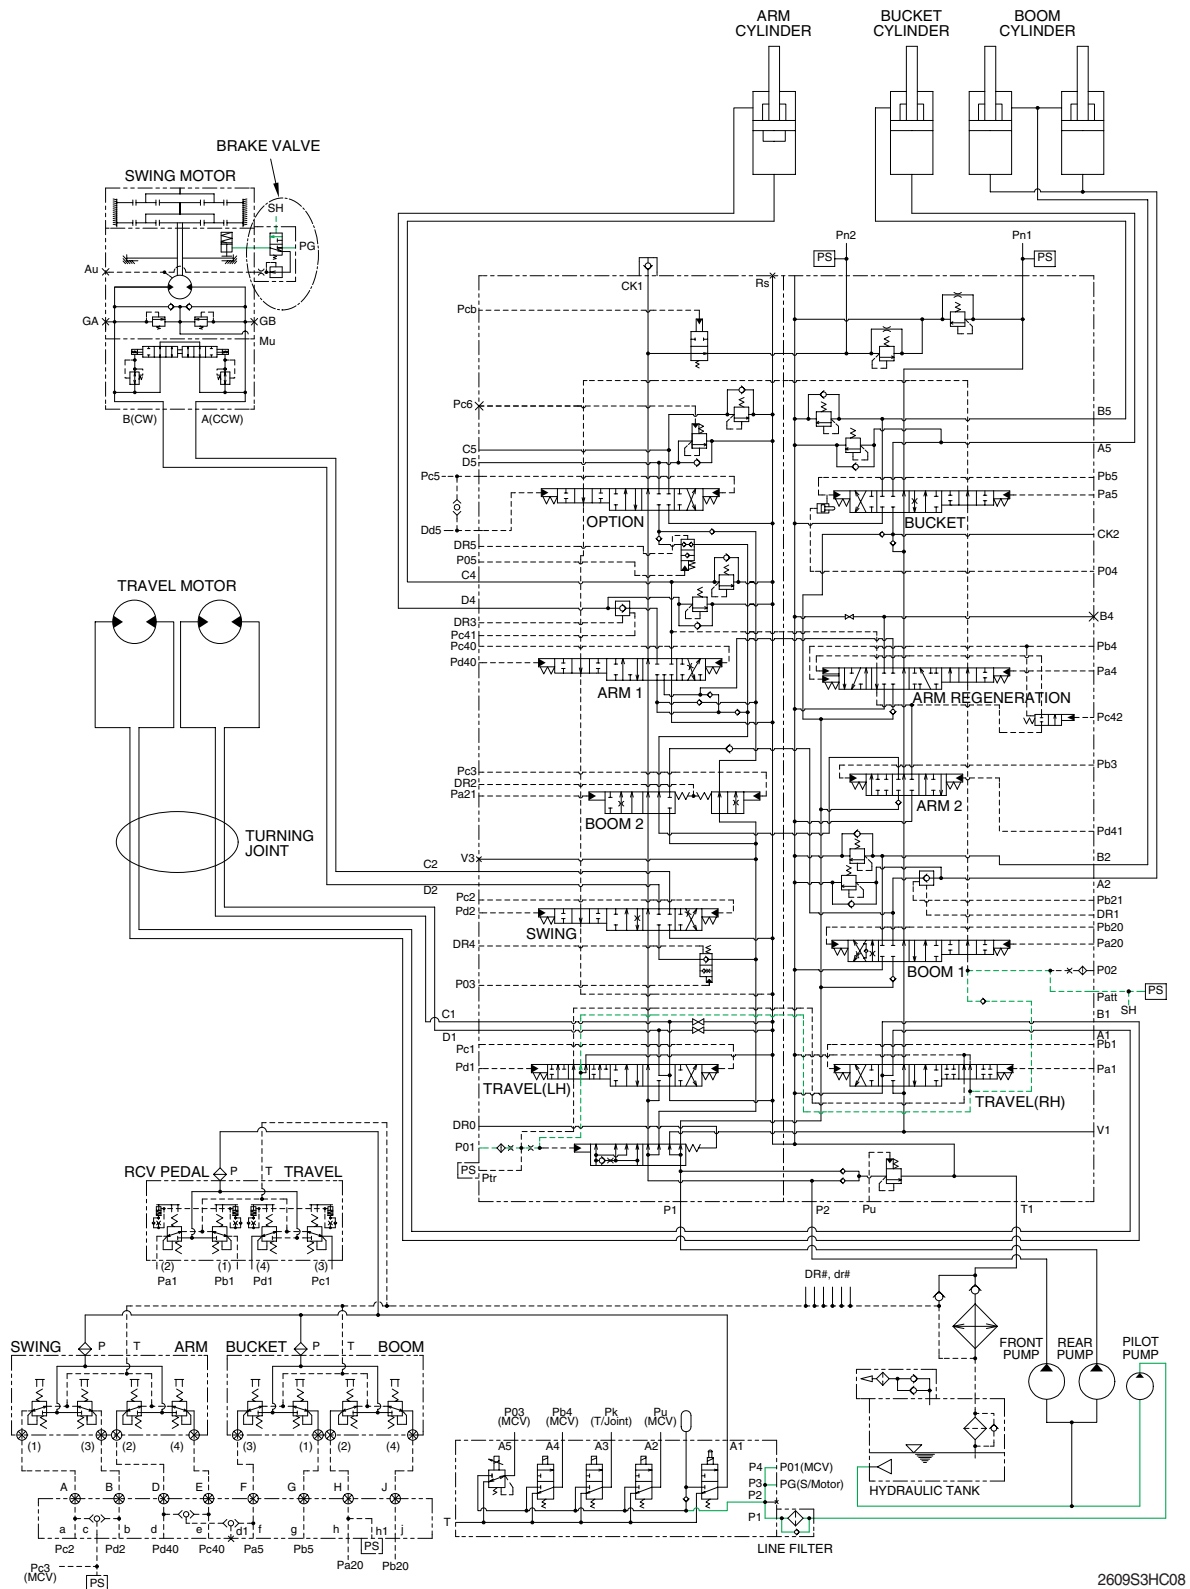 ARM
CYLINDER
BUCKET
CYLINDER
BOOM
CYLINDER
BRAKE VALVE
SWING MOTOR
SH
PG
Au
GA
GB
Mu
B(CW)
A(CCW)
Pn2
Pn1
PS
PS
CK1
Rs
Pcb
Pc6
C5
D5
Pc5
Dd5
DR5
P05
C4
D4
DR3
Pc41
Pc40
Pd40
OPTION
ARM 1
B5
A5
Pb5
Pa5
BUCKET
CK2
P04
B4
Pb4
Pa4
ARM REGENERATION
Pc42
Pb3
ARM 2
Pd41
TRAVEL MOTOR
TURNING
JOINT
Pc3
DR2
Pa21
BOOM 2
V3
C2
D2
Pc2
Pd2
SWING
DR4
P03
B2
A2
Pb21
DR1
Pb20
Pa20
BOOM 1
P02
PS
Patt
SH
C1
D1
Pc1
Pd1
TRAVEL(LH)
B1
A1
Pb1
Pa1
TRAVEL(RH)
DR0
P01
PS
Ptr
V1
P1
P2
Pu
T1
RCV PEDAL
P
T
TRAVEL
(2)
(1)
(4)
(3)
Pa1
Pb1
Pd1
Pc1
DR#, dr#
SWING
P
T
ARM
BUCKET
P
T
BOOM
(1)
(3)
(2)
(4)
(3)
(1)
(2)
(4)
A
B
D
E
F
G
H
J
a
c
b
d
e
d1
f
g
h
h1
j
Pc2
Pd2
Pd40
Pc40
Pa5
Pb5
PS
Pa20
Pb20
Pc3
(MCV)
PS
P03
(MCV)
Pb4
(MCV)
Pk
(T/Joint)
Pu
(MCV)
A5
A4
A3
A2
A1
T
P4
P01(MCV)
P3
PG(S/Motor)
P2
P1
LINE FILTER
FRONT
PUMP
REAR
PUMP
PILOT
PUMP
HYDRAULIC TANK
2609S3HC08